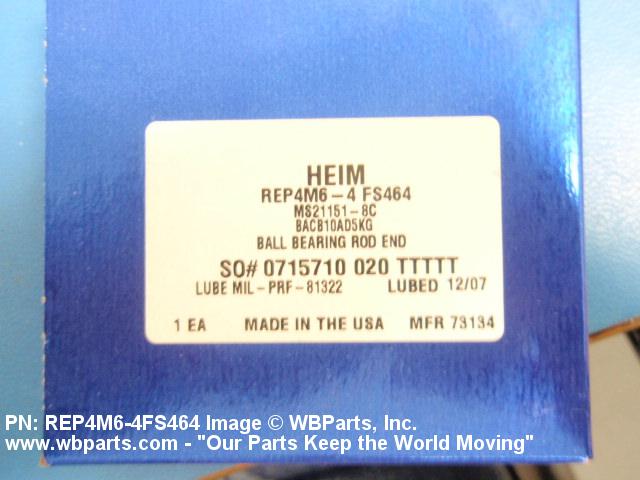 HEIM
REP4M6-4 FS464
MS21151-8C
BACB10AD5KG
BALL BEARING ROD END
SO# 0715710 020 TTTTT
LUBE MIL-PRF-81322 LUBED 12/07
1 EA MADE IN THE USA MFR 73134
PN: REP4M6-4FS464 Image © WBParts, Inc.
www.wbparts.com - "Our Parts Keep the World Moving"